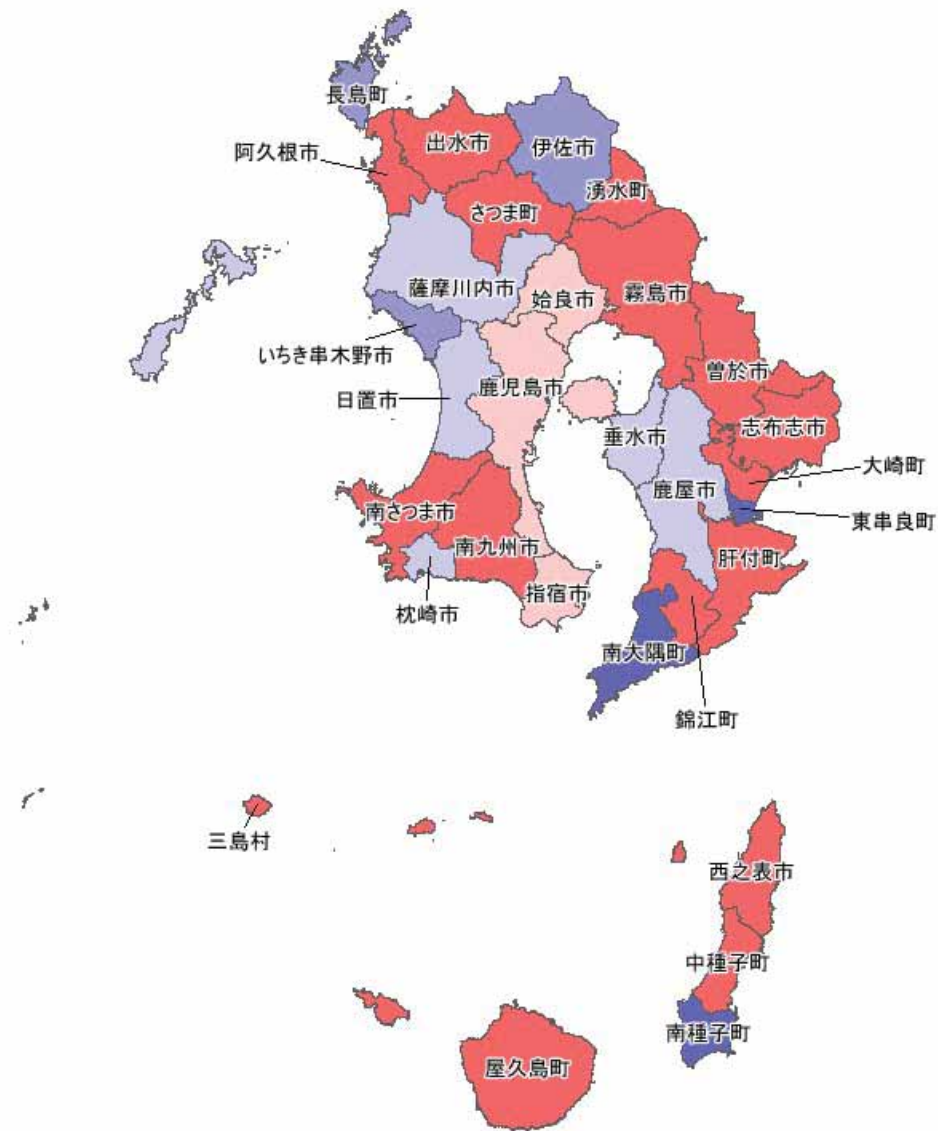 長島町
出水市
伊佐市
阿久根市
湧水町
さつま町
薩摩川内市
姶良市
霧島市
いちき串木野市
日置市
鹿児島市
曽於市
垂水市
志布志市
大崎町
鹿屋市
東串良町
南さつま市
南九州市
肝付町
指宿市
枕崎市
南大隅町
錦江町
三島村
西之表市
中種子町
南種子町
屋久島町